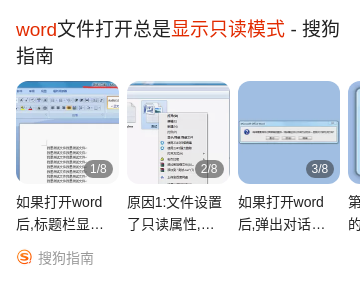 word文件打开总是显示只读模式 - 搜狗
指南
1/8
2/8
3/8
如果打开word
后,标题栏显…
原因1:文件设置
了只读属性,…
如果打开word
后,弹出对话…
第
的
搜狗指南